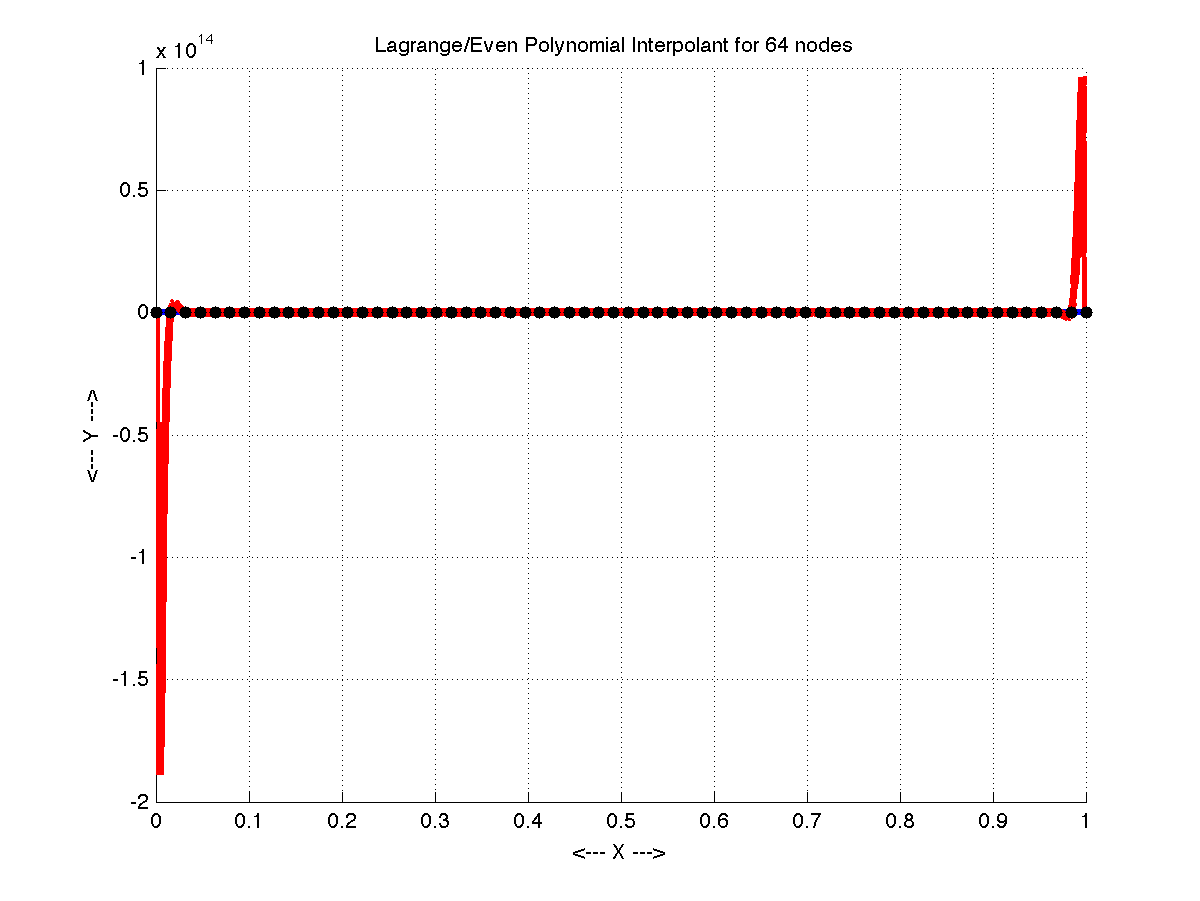 Lagrange/Even Polynomial Interpolant for 64 nodes
x 10^14
1
0.5
0
-0.5
-1
-1.5
-2
<--- Y --->
0 0.1 0.2 0.3 0.4 0.5 0.6 0.7 0.8 0.9 1
<--- X --->